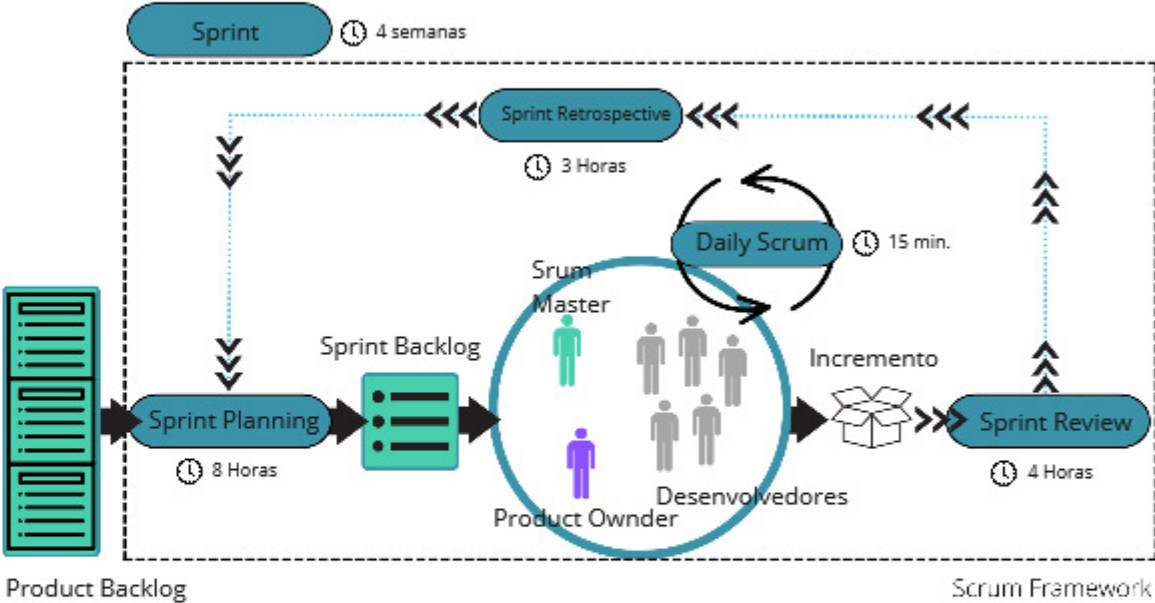 Sprint
4 semanas
Sprint Retrospective
3 Horas
Daily Scrum
15 min.
Srum
Master
Sprint Backlog
Incremento
Sprint Planning
Sprint Review
8 Horas
4 Horas
Desenvolvedores
Product Ownder
Product Backlog
Scrum Framework